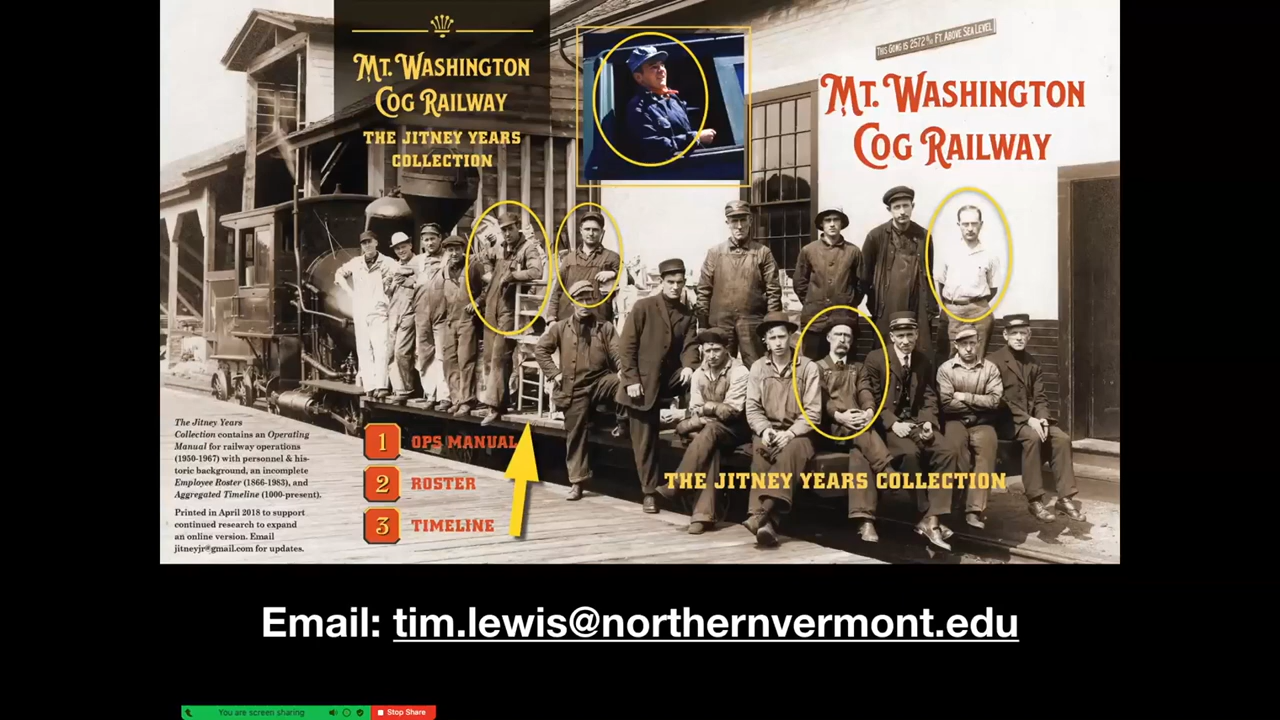 MT. WASHINGTON
COG RAILWAY
THE JITNEY YEARS
COLLECTION
THIS GONG IS 2572 % FT. ABOVE SEA LEVEL
MT. WASHINGTON
COG RAILWAY
The Jitney Years
Collection contains an Operating
Manual for railway operations
(1950-1967) with personnel & his-
toric background, an incomplete
Employee Roster (1866-1983), and
Aggregated Timeline (1000-present).
Printed in April 2018 to support
continued research to expand
an online version. Email
jitneyjr@gmail.com for updates.
1 OPS MANUAL
2 ROSTER
3 TIMELINE
THE JITNEY YEARS COLLECTION
Email: tim.lewis@northernvermont.edu
You are screen sharing
Stop Share